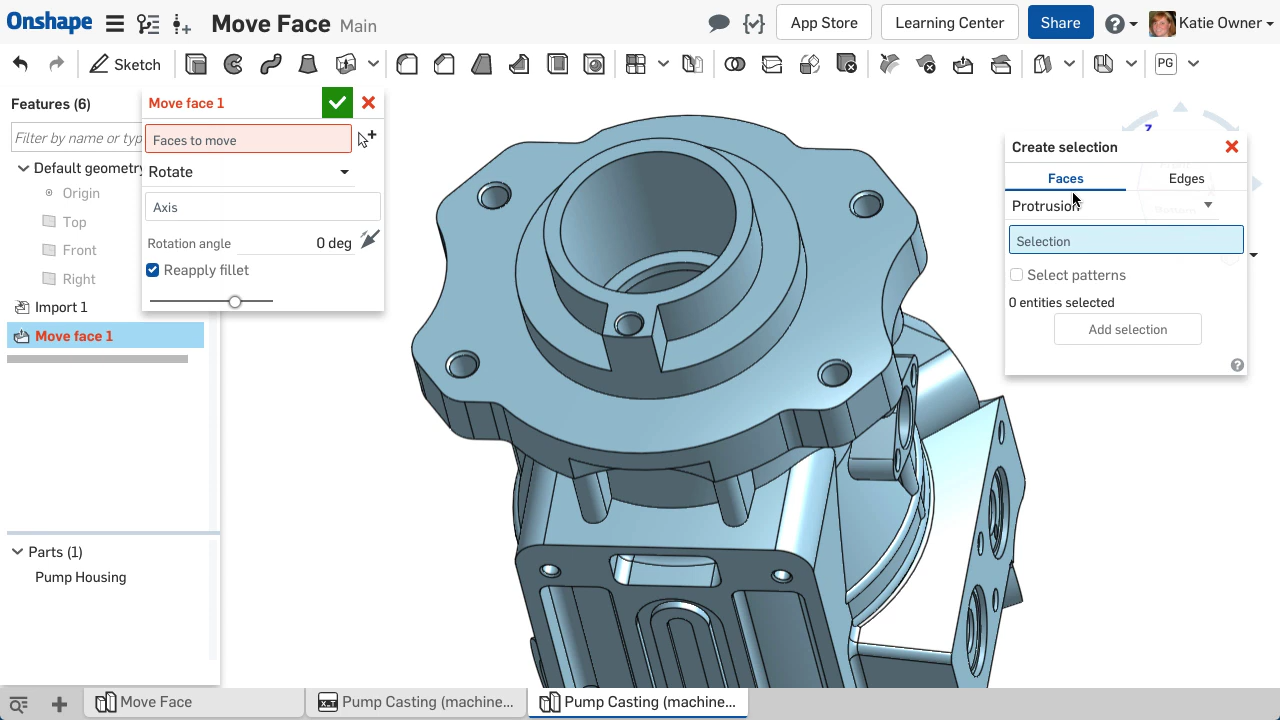 Onshape
Move Face Main
App Store
Learning Center
Share
Katie Owner
Sketch
PG
Features (6)
Filter by name or typ
Default geometry
Origin
Top
Front
Right
Import 1
Move face 1
Parts (1)
Pump Housing
Move face 1
Faces to move
Rotate
Axis
Rotation angle 0 deg
Reapply fillet
Z
Create selection
Faces Edges
Protrusion
Selection
Select patterns
0 entities selected
Add selection
Move Face
Pump Casting (machine...
Pump Casting (machine...